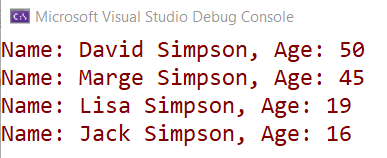 Microsoft Visual Studio Debug Console
Name: David Simpson, Age: 50
Name: Marge Simpson, Age: 45
Name: Lisa Simpson, Age: 19
Name: Jack Simpson, Age: 16